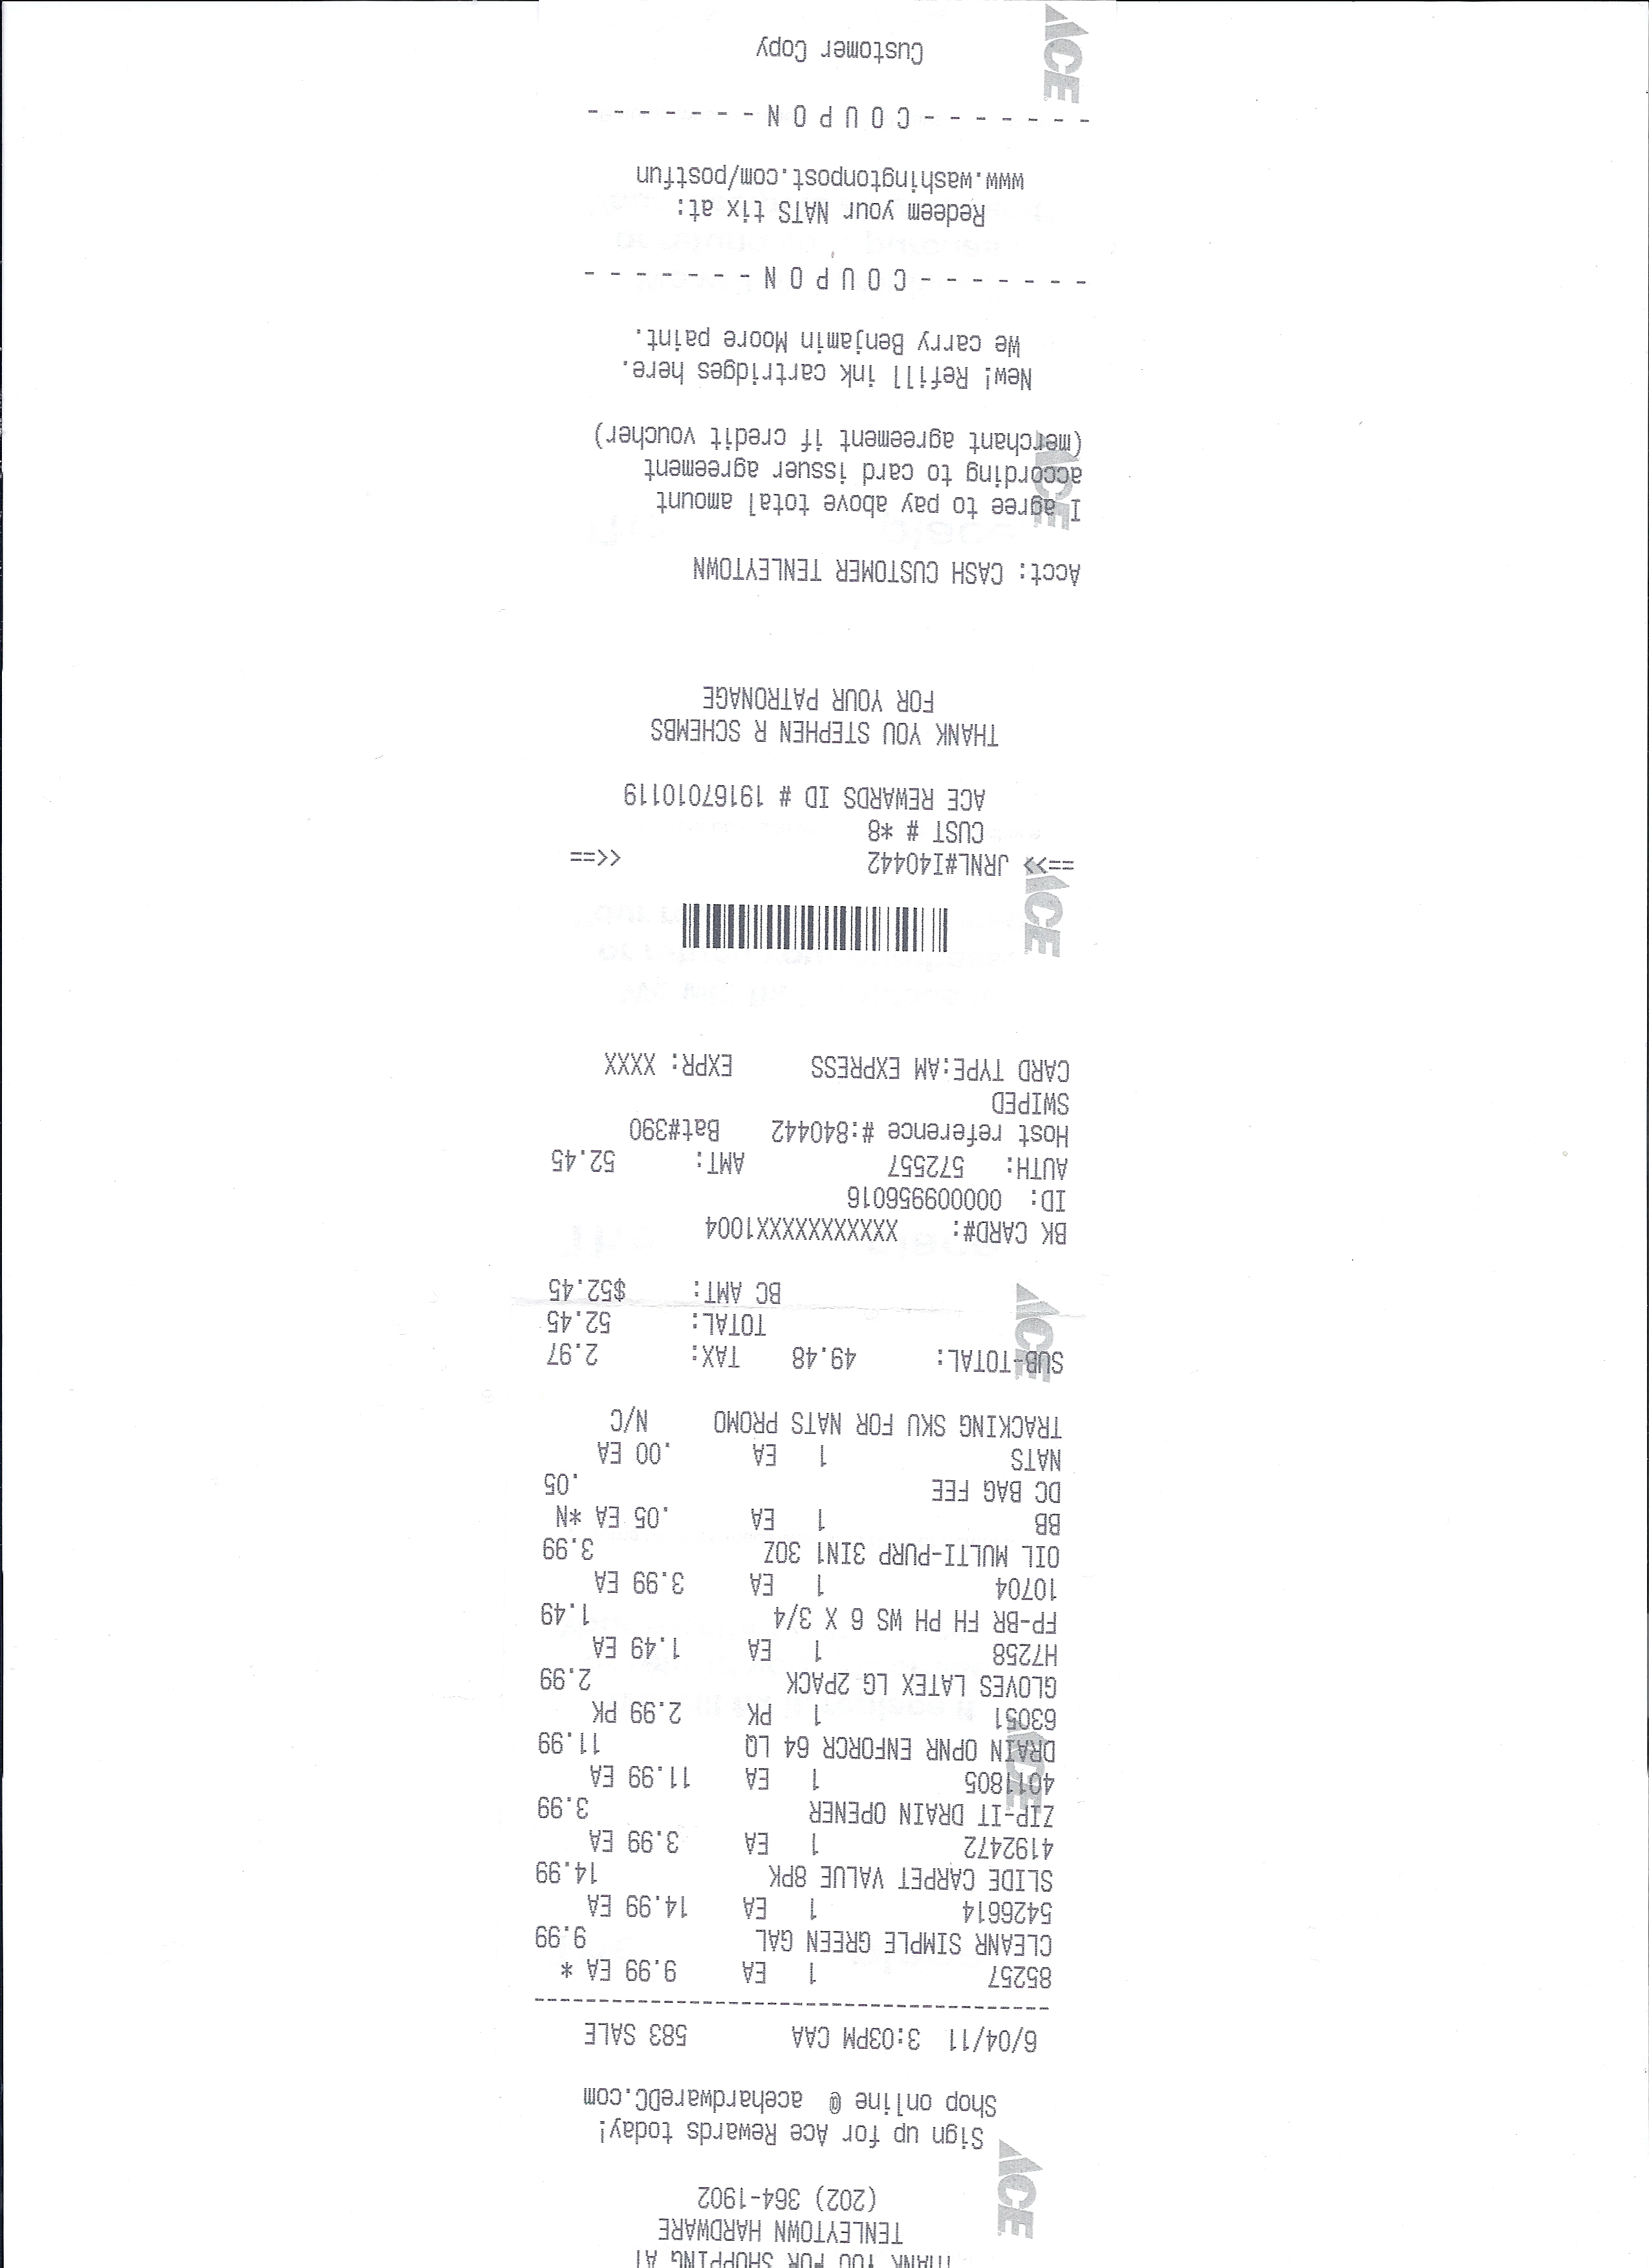 THANK YOU FOR SHOPPING AT
TENLEYTOWN HARDWARE
(202) 364-1902
Sign up for Ace Rewards today!
Shop online @ acehardwareDC.com
6/04/11 3:03PM CAA 583 SALE
85257 1 EA 9.99 EA *
CLEANR SIMPLE GREEN GAL 9.99
5426614 1 EA 14.99 EA
SLIDE CARPET VALUE 8PK 14.99
4192472 1 EA 3.99 EA
ZIP-IT DRAIN OPENER 3.99
4011805 1 EA 11.99 EA
DRAIN OPNR ENFORCR 64 LQ 11.99
63051 1 PK 2.99 PK
GLOVES LATEX LG 2PACK 2.99
H7258 1 EA 1.49 EA
FP-BR FH PH WS 6 X 3/4 1.49
10704 1 EA 3.99 EA
OIL MULTI-PURP 3IN1 3OZ 3.99
BB 1 EA .05 EA *N
DC BAG FEE .05
NATS 1 EA .00 EA
TRACKING SKU FOR NATS PROMO N/C
SUB-TOTAL: 49.48 TAX: 2.97
TOTAL: 52.45
BC AMT: $52.45
BK CARD#: XXXXXXXXXXX1004
ID: 000009956016
AUTH: 572557 AMT: 52.45
Host reference #:840442 Bat#390
SWIPED
CARD TYPE:AM EXPRESS EXPR: XXXX
==>> JRNL#I40442 <<==
CUST # *8
ACE REWARDS ID # 19167010119
THANK YOU STEPHEN R SCHEMBS
FOR YOUR PATRONAGE
Acct: CASH CUSTOMER TENLEYTOWN
I agree to pay above total amount
according to card issuer agreement
(merchant agreement if credit voucher)
New! Refill ink cartridges here.
We carry Benjamin Moore paint.
- - - - - - - C O U P O N - - - - - - -
Redeem your NATS tix at:
www.washingtonpost.com/postfun
- - - - - - - C O U P O N - - - - - - -
Customer Copy
ACE
ACE
ACE
ACE
ACE
ACE